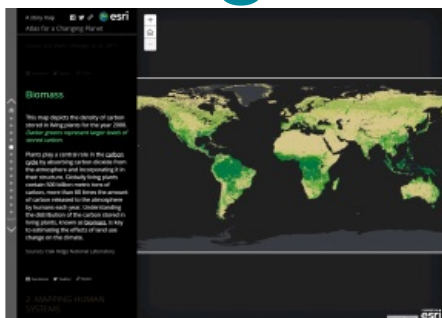 A story map
esri
Atlas for a Changing Planet
Biomass
This map depicts the density of carbon
stored in living plants for the year 2000.
Darker greens represent larger levels of
stored carbon.
Plants play a central role in the carbon
cycle by absorbing carbon dioxide from
the atmosphere and incorporating it in
their structure. Globally living plants
contain 500 billion metric tons of
carbon, more than 60 times the amount
of carbon released to the atmosphere
by humans each year. Understanding
the distribution of the carbon stored in
living plants, known as biomass, is key
to estimating the effects of land use
change on the climate.
Source: Oak Ridge National Laboratory
Facebook Twitter
2 MAPPING HUMAN
SYSTEMS
esri